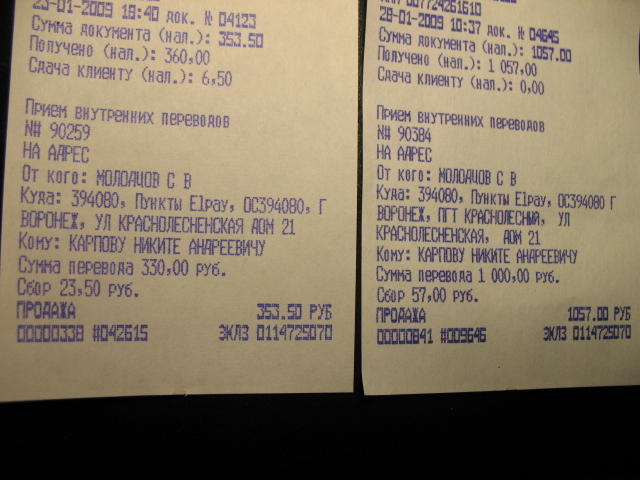 23-01-2009 18:40 док. № 04123
Сумма документа (нал.): 353.50
Получено (нал.): 360,00
Сдача клиенту (нал.): 6,50
Прием внутренних переводов
N# 90259
НА АДРЕС
От кого: МОЛОДЦОВ С В
Куда: 394080, Пункты Elpay, ОС394080, Г
ВОРОНЕЖ, УЛ КРАСНОЛЕСНЕНСКАЯ ДОМ 21
Кому: КАРПОВУ НИКИТЕ АНДРЕЕВИЧУ
Сумма перевода 330,00 руб.
Сбор 23,50 руб.
ПРОДАЖА 353.50 РУБ
00000338 #042615 ЭКЛЗ 0114725070
007724261610
28-01-2009 10:37 док. № 04645
Сумма документа (нал.): 1057.00
Получено (нал.): 1 057,00
Сдача клиенту (нал.): 0,00
Прием внутренних переводов
N# 90384
НА АДРЕС
От кого: МОЛОДЦОВ С В
Куда: 394080, Пункты Elpay, ОС394080 Г
ВОРОНЕЖ, ПГТ КРАСНОЛЕСНЫЙ, УЛ
КРАСНОЛЕСНЕНСКАЯ, ДОМ 21
Кому: КАРПОВУ НИКИТЕ АНДРЕЕВИЧУ
Сумма перевода 1 000,00 руб.
Сбор 57,00 руб.
ПРОДАЖА 1057.00 РУБ
00000841 #009646 ЭКЛЗ 0114725070